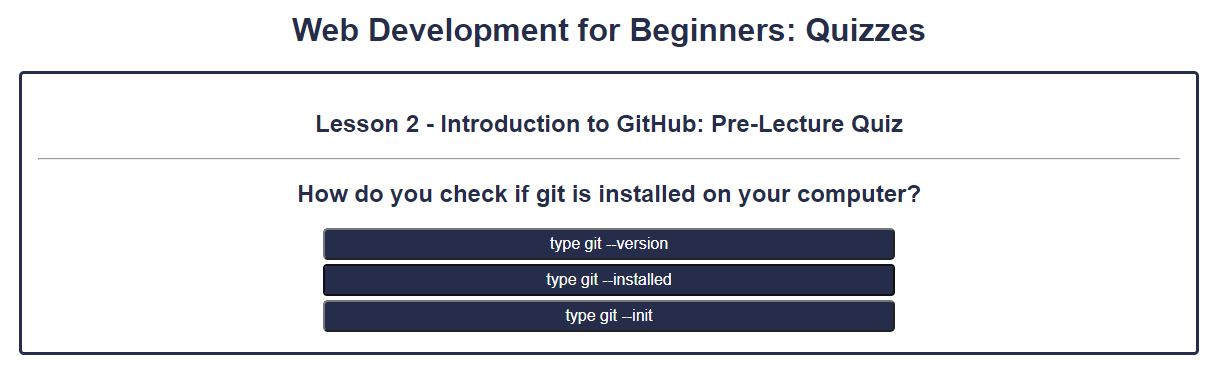 Web Development for Beginners: Quizzes
Lesson 2 - Introduction to GitHub: Pre-Lecture Quiz
How do you check if git is installed on your computer?
type git --version
type git --installed
type git --init